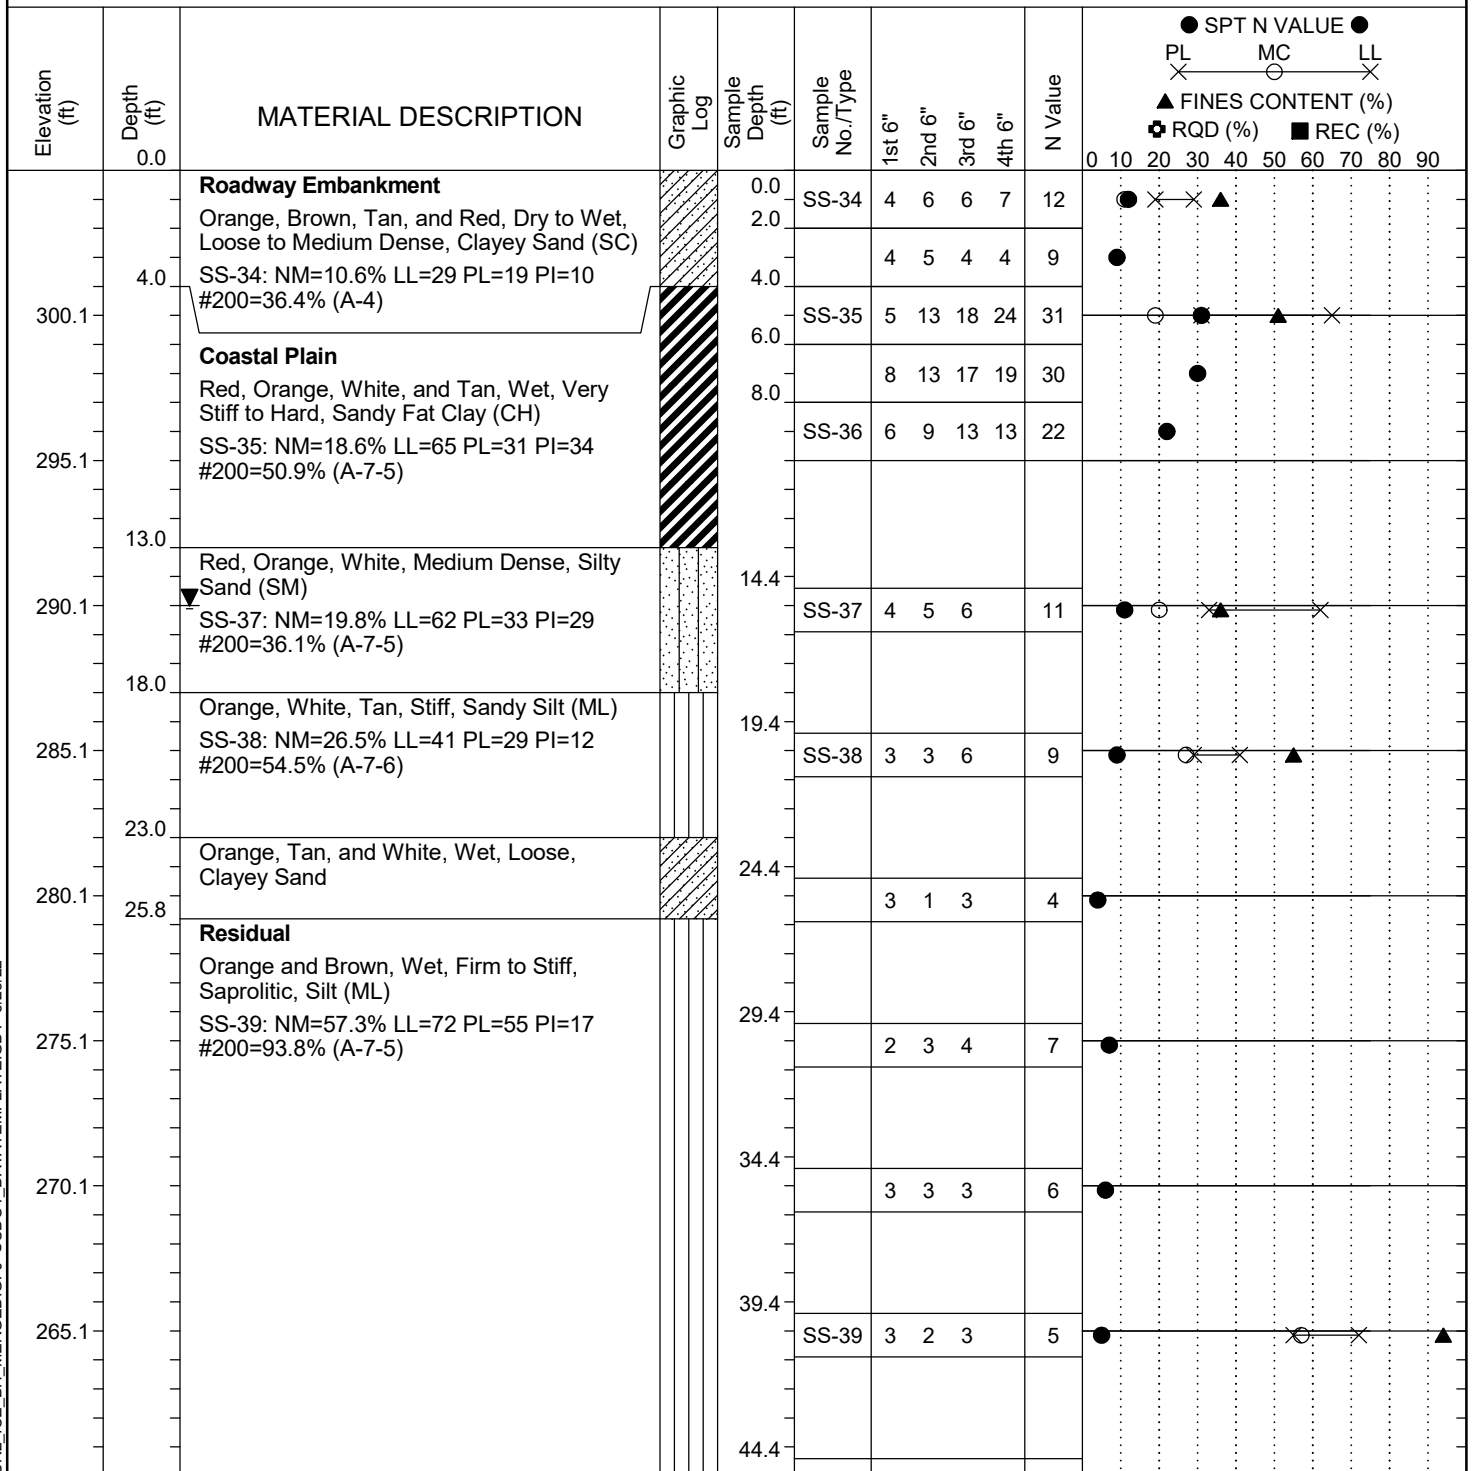 ● SPT N VALUE ●
PL MC LL
▲ FINES CONTENT (%)
RQD (%) ■ REC (%)
0 10 20 30 40 50 60 70 80 90
Elevation (ft)
Depth (ft)
0.0
MATERIAL DESCRIPTION
Graphic Log
Sample Depth (ft)
Sample No./Type
1st 6"
2nd 6"
3rd 6"
4th 6"
N Value
Roadway Embankment
0.0
SS-34 4 6 6 7 12
Orange, Brown, Tan, and Red, Dry to Wet,
2.0
Loose to Medium Dense, Clayey Sand (SC)
4 5 4 4 9
4.0
SS-34: NM=10.6% LL=29 PL=19 PI=10
4.0
#200=36.4% (A-4)
300.1
SS-35 5 13 18 24 31
6.0
Coastal Plain
8 13 17 19 30
Red, Orange, White, and Tan, Wet, Very
8.0
Stiff to Hard, Sandy Fat Clay (CH)
SS-36 6 9 13 13 22
SS-35: NM=18.6% LL=65 PL=31 PI=34
295.1
#200=50.9% (A-7-5)
13.0
Red, Orange, White, Medium Dense, Silty
14.4
Sand (SM)
290.1
SS-37 4 5 6 11
SS-37: NM=19.8% LL=62 PL=33 PI=29
#200=36.1% (A-7-5)
18.0
Orange, White, Tan, Stiff, Sandy Silt (ML)
19.4
SS-38: NM=26.5% LL=41 PL=29 PI=12
285.1
SS-38 3 3 6 9
#200=54.5% (A-7-6)
23.0
Orange, Tan, and White, Wet, Loose,
24.4
Clayey Sand
280.1
3 1 3 4
25.8
Residual
Orange and Brown, Wet, Firm to Stiff,
Saprolitic, Silt (ML)
29.4
SS-39: NM=57.3% LL=72 PL=55 PI=17
275.1
2 3 4 7
#200=93.8% (A-7-5)
34.4
270.1
3 3 3 6
39.4
265.1
SS-39 3 2 3 5
44.4